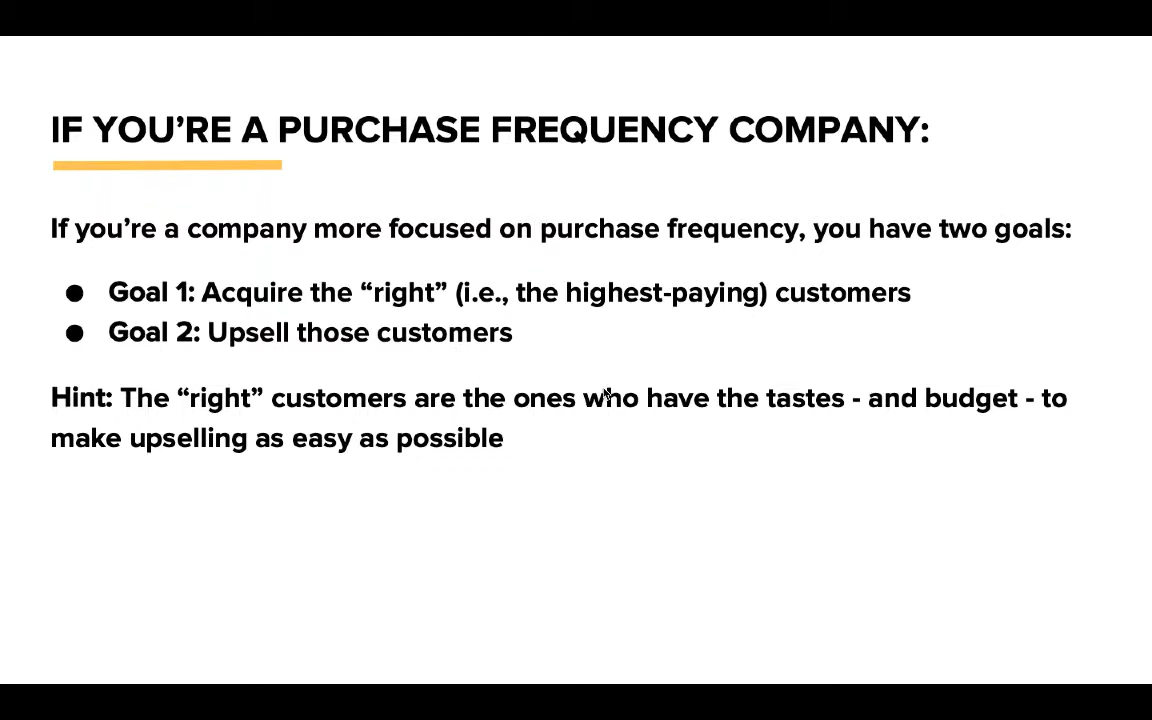 IF YOU’RE A PURCHASE FREQUENCY COMPANY:
If you’re a company more focused on purchase frequency, you have two goals:
● Goal 1: Acquire the “right” (i.e., the highest-paying) customers
● Goal 2: Upsell those customers
Hint: The “right” customers are the ones who have the tastes - and budget - to
make upselling as easy as possible